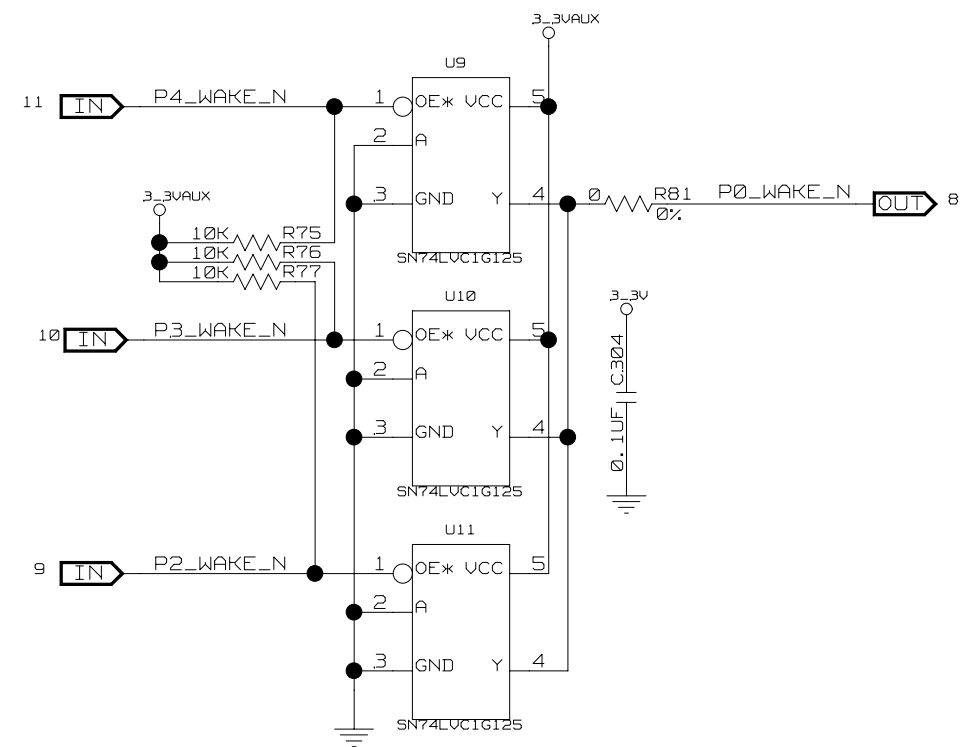 3_3VAUX
U9
11 IN P4_WAKE_N 1 OE* VCC 5
2 A
3 GND Y 4 0 R81 P0_WAKE_N OUT 8
0%
3_3VAUX
10K R75
10K R76
10K R77
SN74LVC1G125
U10
3_3V
10 IN P3_WAKE_N 1 OE* VCC 5
2 A
C304
0.1UF
3 GND Y 4
SN74LVC1G125
U11
9 IN P2_WAKE_N 1 OE* VCC 5
2 A
3 GND Y 4
SN74LVC1G125